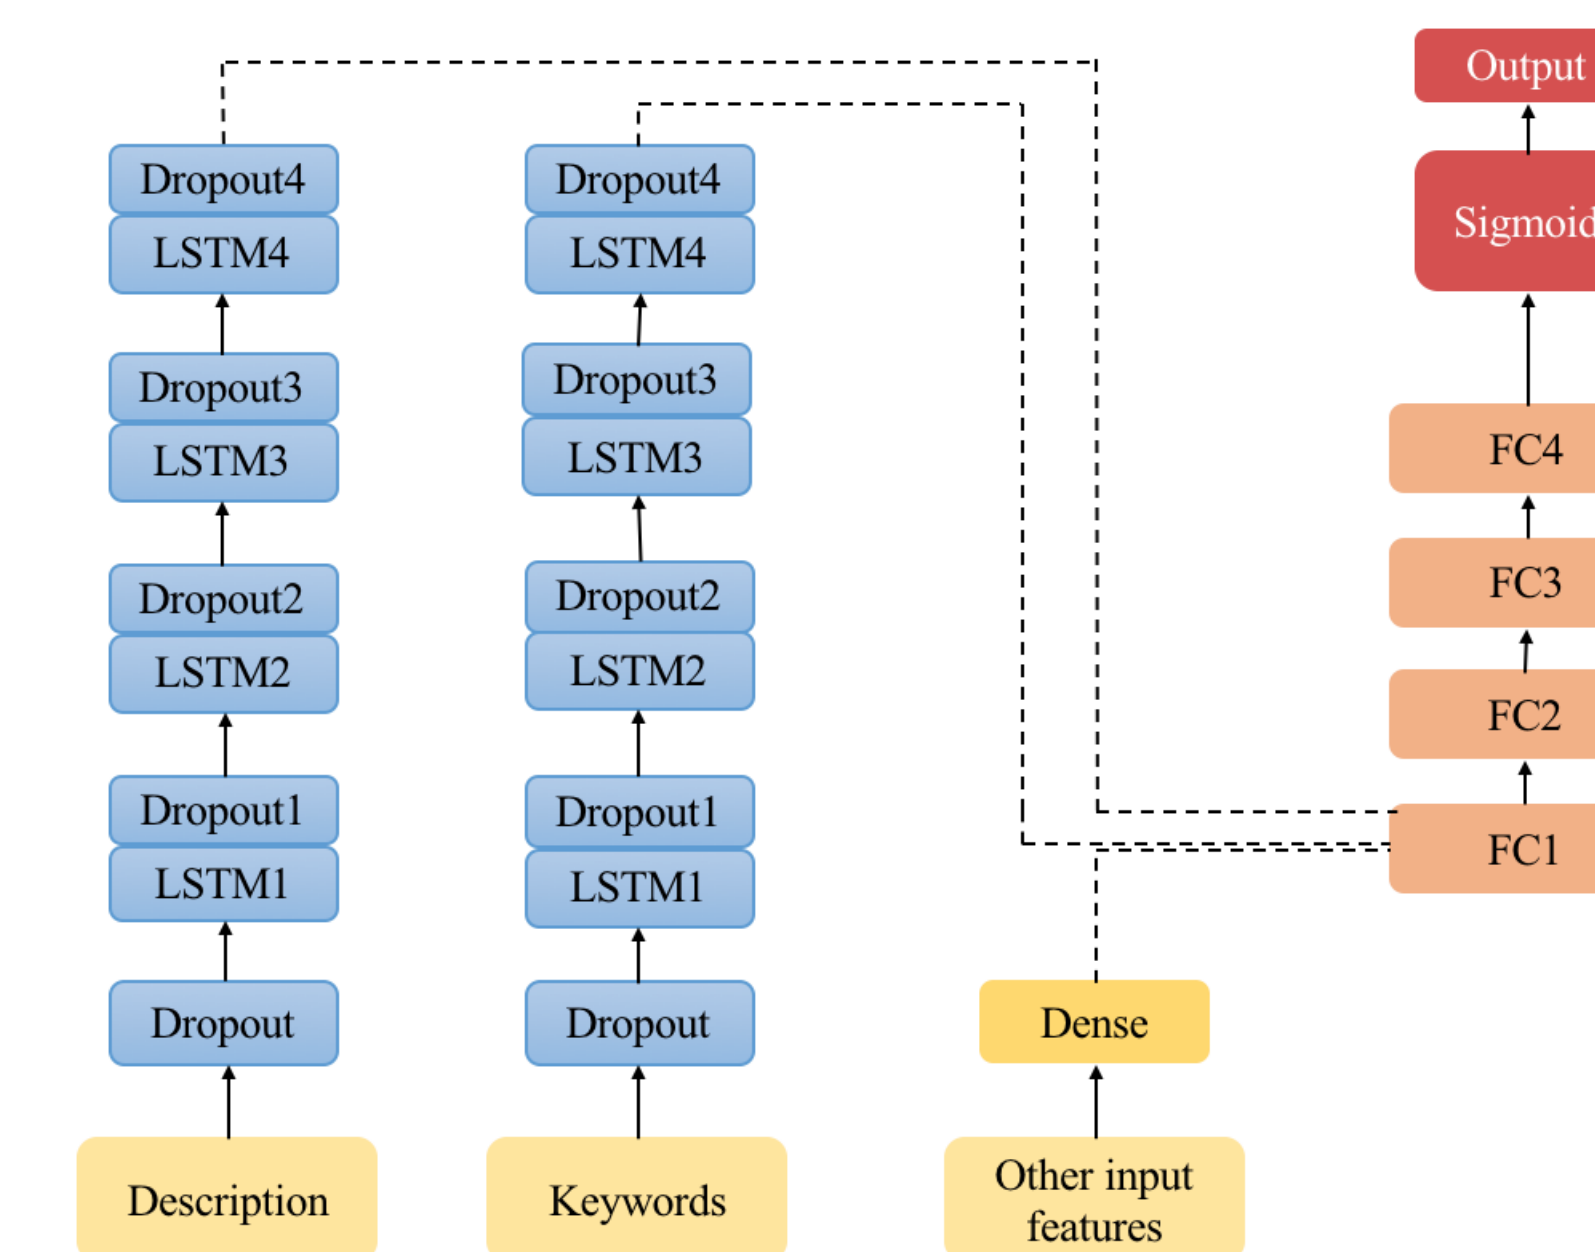 Output
Dropout4
Dropout4
Sigmoid
LSTM4
LSTM4
Dropout3
Dropout3
FC4
LSTM3
LSTM3
FC3
Dropout2
Dropout2
LSTM2
LSTM2
FC2
Dropout1
Dropout1
FC1
LSTM1
LSTM1
Dropout
Dropout
Dense
Description
Keywords
Other input
features